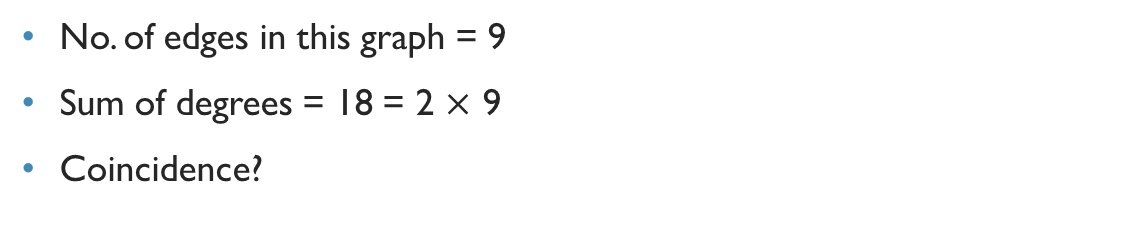 • No. of edges in this graph = 9
• Sum of degrees = 18 = 2 × 9
• Coincidence?